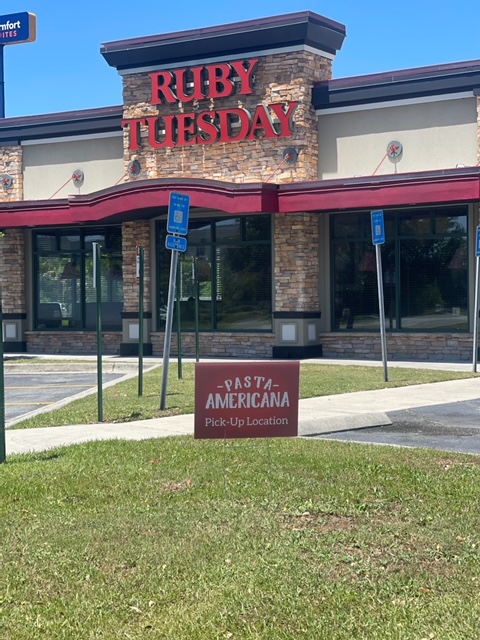 RUBY
TUESDAY
-PASTA-
AMERICANA
Pick-Up Location